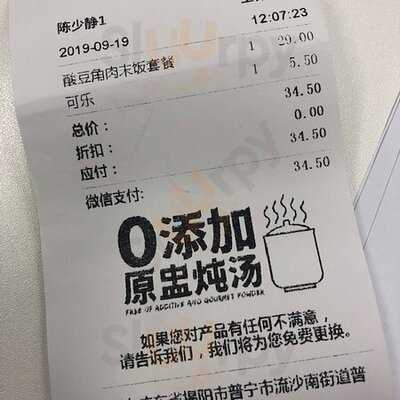 陈少静1
2019-09-19 12:07:23
酸豆角肉末饭套餐 1 29.00
可乐 1 5.50
总价： 34.50
折扣： 0.00
应付： 34.50
微信支付: 34.50
0添加
原盅炖汤
FREE OF ADDITIVE AND GOURMET POWDER
如果您对产品有任何不满意，
请告诉我们，我们将为您免费更换。
省揭阳市普宁市流沙南街道普